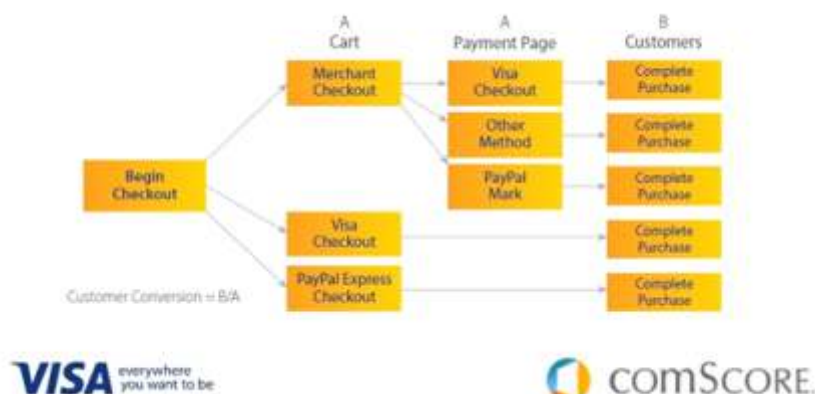 A
Cart
A
Payment Page
B
Customers
Begin
Checkout
Merchant
Checkout
Visa
Checkout
PayPal Express
Checkout
Visa
Checkout
Other
Method
PayPal
Mark
Complete
Purchase
Complete
Purchase
Complete
Purchase
Complete
Purchase
Complete
Purchase
Customer Conversion = B/A
VISA everywhere
you want to be
comSCORE.